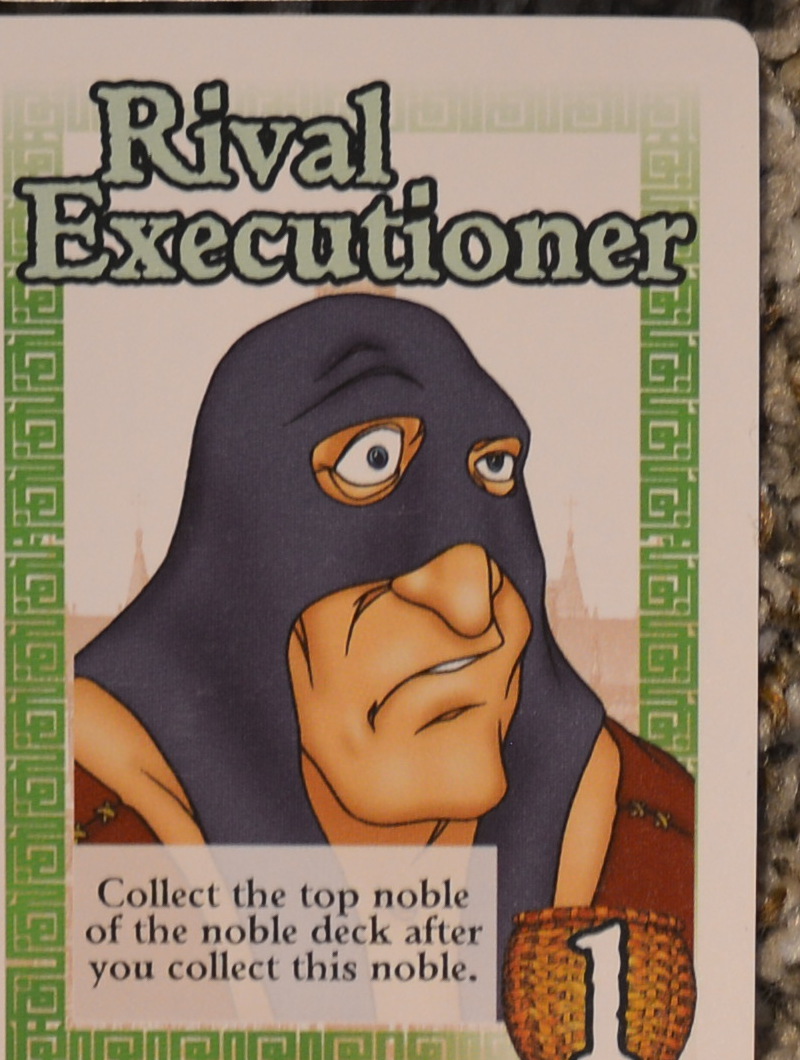 Rival
Executioner
Collect the top noble
of the noble deck after
you collect this noble.
1